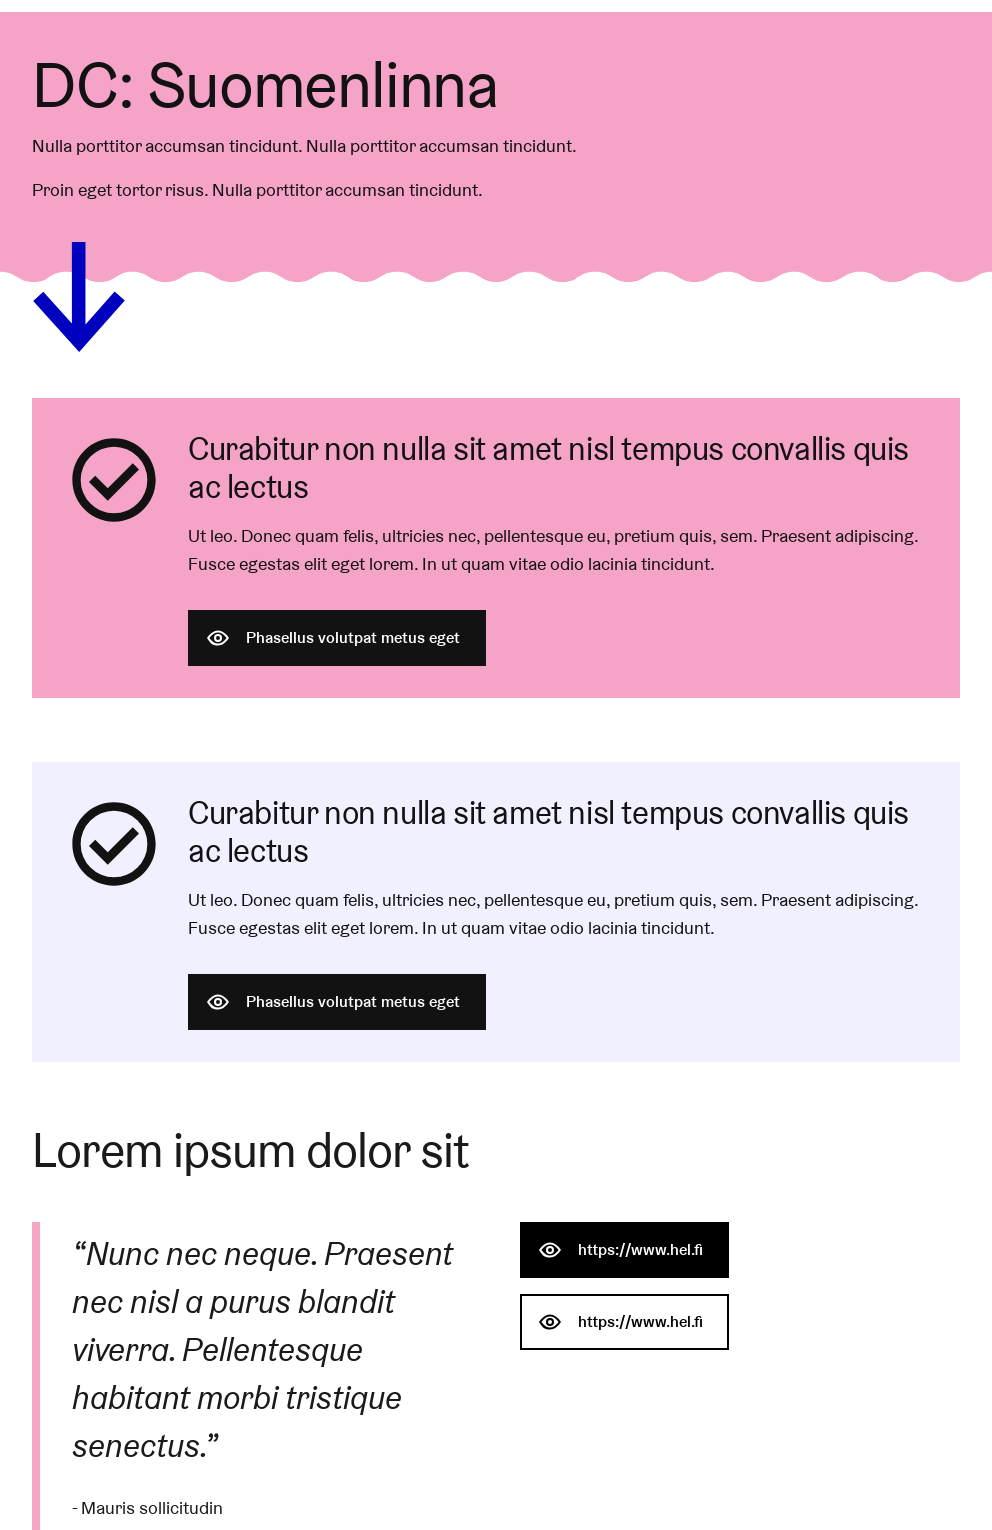 DC: Suomenlinna
Nulla porttitor accumsan tincidunt. Nulla porttitor accumsan tincidunt.
Proin eget tortor risus. Nulla porttitor accumsan tincidunt.
Curabitur non nulla sit amet nisl tempus convallis quis
ac lectus
Ut leo. Donec quam felis, ultricies nec, pellentesque eu, pretium quis, sem. Praesent adipiscing.
Fusce egestas elit eget lorem. In ut quam vitae odio lacinia tincidunt.
Phasellus volutpat metus eget
Curabitur non nulla sit amet nisl tempus convallis quis
ac lectus
Ut leo. Donec quam felis, ultricies nec, pellentesque eu, pretium quis, sem. Praesent adipiscing.
Fusce egestas elit eget lorem. In ut quam vitae odio lacinia tincidunt.
Phasellus volutpat metus eget
Lorem ipsum dolor sit
“Nunc nec neque. Praesent
nec nisl a purus blandit
viverra. Pellentesque
habitant morbi tristique
senectus.”
- Mauris sollicitudin
https://www.hel.fi
https://www.hel.fi